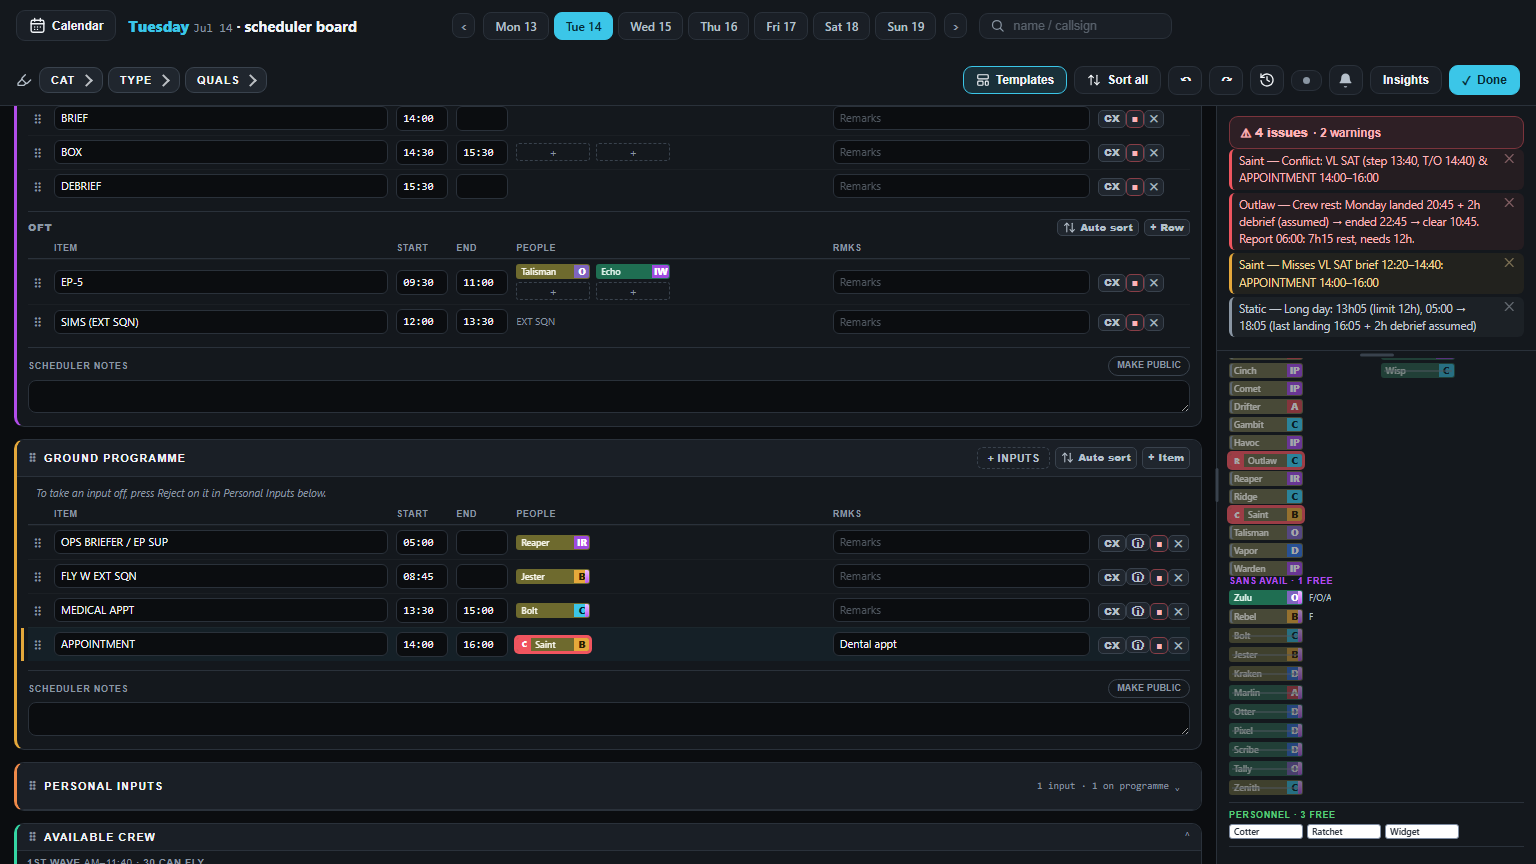 Calendar
Tuesday Jul 14 · scheduler board
‹ Mon 13 Tue 14 Wed 15 Thu 16 Fri 17 Sat 18 Sun 19 ›
name / callsign
CAT TYPE QUALS
Templates Sort all Insights ✓ Done
BRIEF 14:00 Remarks CX ✕
BOX 14:30 15:30 + + Remarks CX ✕
DEBRIEF 15:30 Remarks CX ✕
OFT Auto sort + Row
ITEM START END PEOPLE RMKS
EP-5 09:30 11:00 Talisman O Echo IW Remarks CX ✕
+ +
SIMS (EXT SQN) 12:00 13:30 EXT SQN Remarks CX ✕
SCHEDULER NOTES MAKE PUBLIC
GROUND PROGRAMME + INPUTS Auto sort + Item
To take an input off, press Reject on it in Personal Inputs below.
ITEM START END PEOPLE RMKS
OPS BRIEFER / EP SUP 05:00 Reaper IR Remarks CX ✕
FLY W EXT SQN 08:45 Jester B Remarks CX ✕
MEDICAL APPT 13:30 15:00 Bolt C Remarks CX ✕
APPOINTMENT 14:00 16:00 C Saint B Dental appt CX ✕
SCHEDULER NOTES MAKE PUBLIC
PERSONAL INPUTS 1 input · 1 on programme
AVAILABLE CREW
1ST WAVE AM–11:40 · 30 CAN FLY
⚠ 4 issues · 2 warnings
Saint — Conflict: VL SAT (step 13:40, T/O 14:40) &
APPOINTMENT 14:00–16:00
Outlaw — Crew rest: Monday landed 20:45 + 2h
debrief (assumed) → ended 22:45 → clear 10:45.
Report 06:00: 7h15 rest, needs 12h.
Saint — Misses VL SAT brief 12:20–14:40:
APPOINTMENT 14:00–16:00
Static — Long day: 13h05 (limit 12h), 05:00 →
18:05 (last landing 16:05 + 2h debrief assumed)
Cinch IP Wisp C
Comet IP
Drifter A
Gambit C
Havoc IP
R Outlaw C
Reaper IR
Ridge C
C Saint B
Talisman O
Vapor D
Warden IP
SANS AVAIL · 1 FREE
Zulu O F/O/A
Rebel B F
Bolt C
Jester B
Kraken D
Marlin A
Otter D
Pixel D
Scribe D
Tally O
Zenith C
PERSONNEL · 3 FREE
Cotter Ratchet Widget